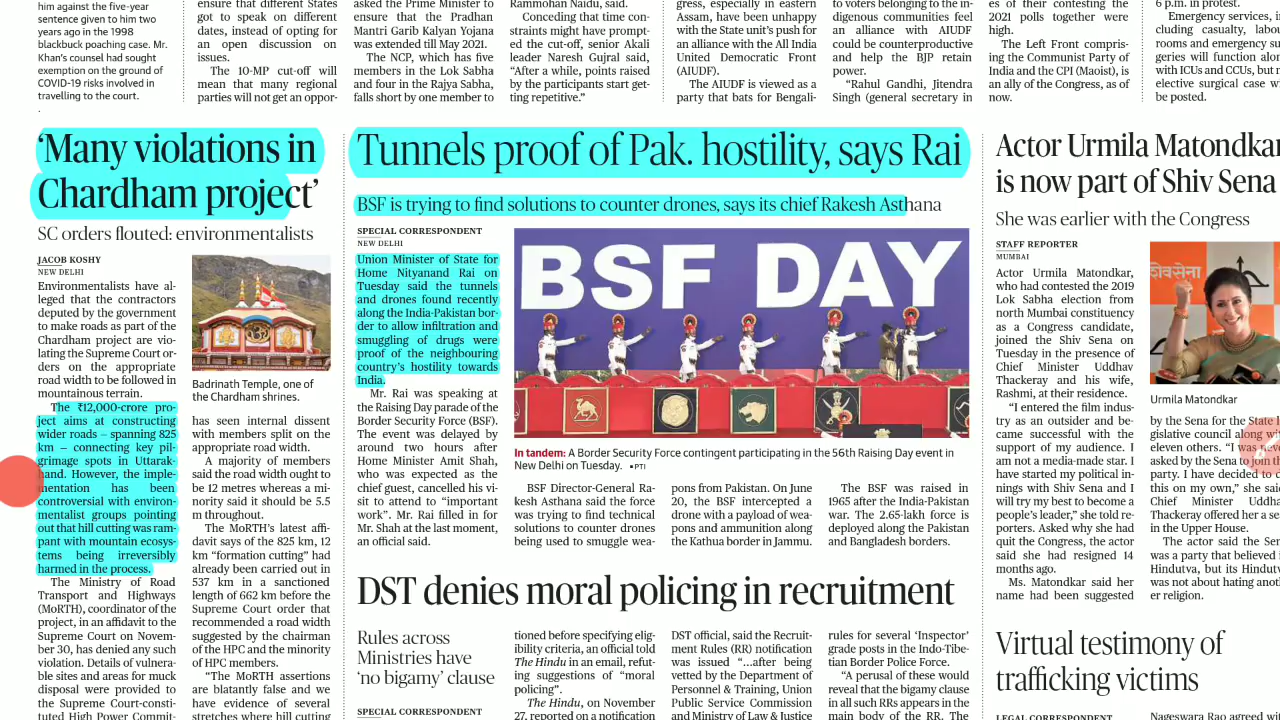 him against the five-year
sentence given to him two
years ago in the 1998
blackbuck poaching case. Mr.
Khan's counsel had sought
exemption on the ground of
COVID-19 risks involved in
travelling to the court.
ensure that different States
got to speak on different
dates, instead of opting for
an open discussion on
issues.
The 10-MP cut-off will
mean that many regional
parties will not get an oppor-
asked the Prime Minister to
ensure that the Pradhan
Mantri Garib Kalyan Yojana
was extended till May 2021.
The NCP, which has five
members in the Lok Sabha
and four in the Rajya Sabha,
falls short by one member to
Rammohan Naidu, said.
Conceding that time con-
straints might have prompt-
ed the cut-off, senior Akali
leader Naresh Gujral said,
“After a while, points raised
by the participants start get-
ting repetitive.”
gress, especially in eastern
Assam, have been unhappy
with the State unit's push for
an alliance with the All India
United Democratic Front
(AIUDF).
The AIUDF is viewed as a
party that bats for Bengali-
to voters belonging to the in-
digenous communities feel
an alliance with AIUDF
could be counterproductive
and help the BJP retain
power.
“Rahul Gandhi, Jitendra
Singh (general secretary in
es of their contesting the
2021 polls together were
high.
The Left Front compris-
ing the Communist Party of
India and the CPI (Maoist), is
an ally of the Congress, as of
now.
6 p.m. in protest.
Emergency services, i
cluding casualty, labou
rooms and emergency su
geries will function alon
with ICUs and CCUs, but n
elective surgical case wi
be posted.
‘Many violations in
Chardham project’
SC orders flouted: environmentalists
JACOB KOSHY
NEW DELHI
Environmentalists have al-
leged that the contractors
deputed by the government
to make roads as part of the
Chardham project are vio-
lating the Supreme Court or-
ders on the appropriate
road width to be followed in
mountainous terrain.
The ₹12,000-crore pro-
ject aims at constructing
wider roads – spanning 825
km – connecting key pil-
grimage spots in Uttarak-
hand. However, the imple-
mentation has been
controversial with environ-
mentalist groups pointing
out that hill cutting was ram-
pant with mountain ecosys-
tems being irreversibly
harmed in the process.
The Ministry of Road
Transport and Highways
(MoRTH), coordinator of the
project, in an affidavit to the
Supreme Court on Novem-
ber 30, has denied any such
violation. Details of vulnera-
ble sites and areas for muck
disposal were provided to
the Supreme Court-consti-
tuted High Power Commit-
Badrinath Temple, one of
the Chardham shrines.
has seen internal dissent
with members split on the
appropriate road width.
A majority of members
said the road width ought to
be 12 metres whereas a mi-
nority said it should be 5.5
m throughout.
The MoRTH's latest affi-
davit says of the 825 km, 12
km “formation cutting” had
already been carried out in
537 km in a sanctioned
length of 662 km before the
Supreme Court order that
recommended a road width
suggested by the chairman
of the HPC and the minority
of HPC members.
“The MoRTH assertions
are blatantly false and we
have evidence of several
stretches where hill cutting
Tunnels proof of Pak. hostility, says Rai
BSF is trying to find solutions to counter drones, says its chief Rakesh Asthana
SPECIAL CORRESPONDENT
NEW DELHI
Union Minister of State for
Home Nityanand Rai on
Tuesday said the tunnels
and drones found recently
along the India-Pakistan bor-
der to allow infiltration and
smuggling of drugs were
proof of the neighbouring
country's hostility towards
India.
Mr. Rai was speaking at
the Raising Day parade of the
Border Security Force (BSF).
The event was delayed by
around two hours after
Home Minister Amit Shah,
who was expected as the
chief guest, cancelled his vi-
sit to attend to “important
work”. Mr. Rai filled in for
Mr. Shah at the last moment,
an official said.
BSF DAY
In tandem: A Border Security Force contingent participating in the 56th Raising Day event in
New Delhi on Tuesday. ●PTI
BSF Director-General Ra-
kesh Asthana said the force
was trying to find technical
solutions to counter drones
being used to smuggle wea-
pons from Pakistan. On June
20, the BSF intercepted a
drone with a payload of wea-
pons and ammunition along
the Kathua border in Jammu.
The BSF was raised in
1965 after the India-Pakistan
war. The 2.65-lakh force is
deployed along the Pakistan
and Bangladesh borders.
DST denies moral policing in recruitment
Rules across
Ministries have
‘no bigamy’ clause
SPECIAL CORRESPONDENT
tioned before specifying elig-
ibility criteria, an official told
The Hindu in an email, refut-
ing suggestions of “moral
policing”.
The Hindu, on November
27, reported on a notification
DST official, said the Recruit-
ment Rules (RR) notification
was issued “...after being
vetted by the Department of
Personnel & Training, Union
Public Service Commission
and Ministry of Law & Justice
rules for several ‘Inspector’
grade posts in the Indo-Tibe-
tian Border Police Force.
“A perusal of these would
reveal that the bigamy clause
in all such RRs appears in the
main body of the RR. The
Actor Urmila Matondkar
is now part of Shiv Sena
She was earlier with the Congress
STAFF REPORTER
MUMBAI
Actor Urmila Matondkar,
who had contested the 2019
Lok Sabha election from
north Mumbai constituency
as a Congress candidate,
joined the Shiv Sena on
Tuesday in the presence of
Chief Minister Uddhav
Thackeray and his wife,
Rashmi, at their residence.
“I entered the film indus-
try as an outsider and be-
came successful with the
support of my audience. I
am not a media-made star. I
have started my political in-
nings with Shiv Sena and I
will try my best to become a
people's leader,” she told re-
porters. Asked why she had
quit the Congress, the actor
said she had resigned 14
months ago.
Ms. Matondkar said her
name had been suggested
शिवसेना
Urmila Matondkar
by the Sena for the State l
gislative council along wi
eleven others. “I was neve
asked by the Sena to join th
party. I have decided to d
this on my own,” she sai
Chief Minister Uddha
Thackeray offered her a se
in the Upper House.
The actor said the Sen
was a party that believed i
Hindutva, but its Hindutv
was not about hating anoth
er religion.
Virtual testimony of
trafficking victims
LEGAL CORRESPONDENT
Nageswara Rao, agreed wi